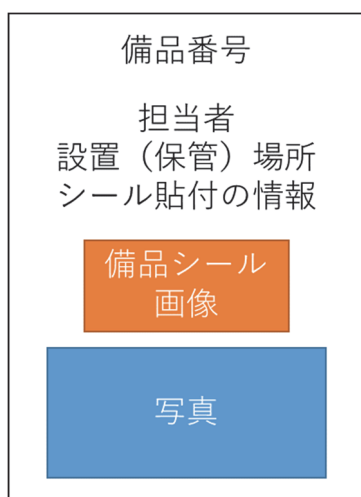 備品番号
担当者
設置（保管）場所
シール貼付の情報
備品シール
画像
写真